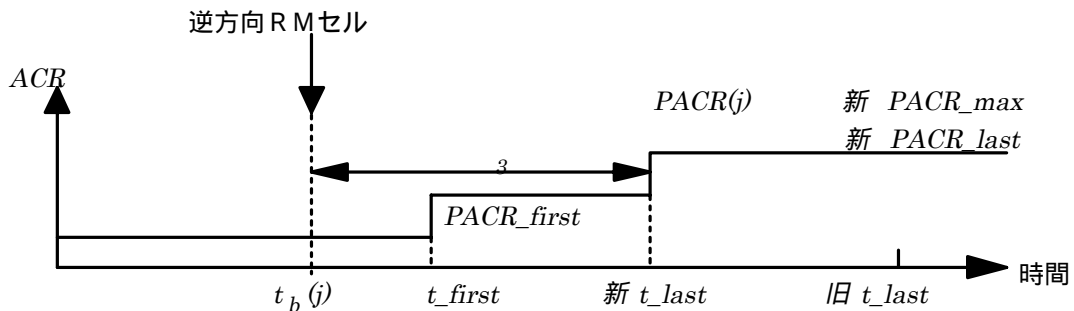 逆方向RMセル
ACR
PACR(j) 新 PACR_max
新 PACR_last
3
PACR_first
時間
t_b(j) t_first 新 t_last 旧 t_last